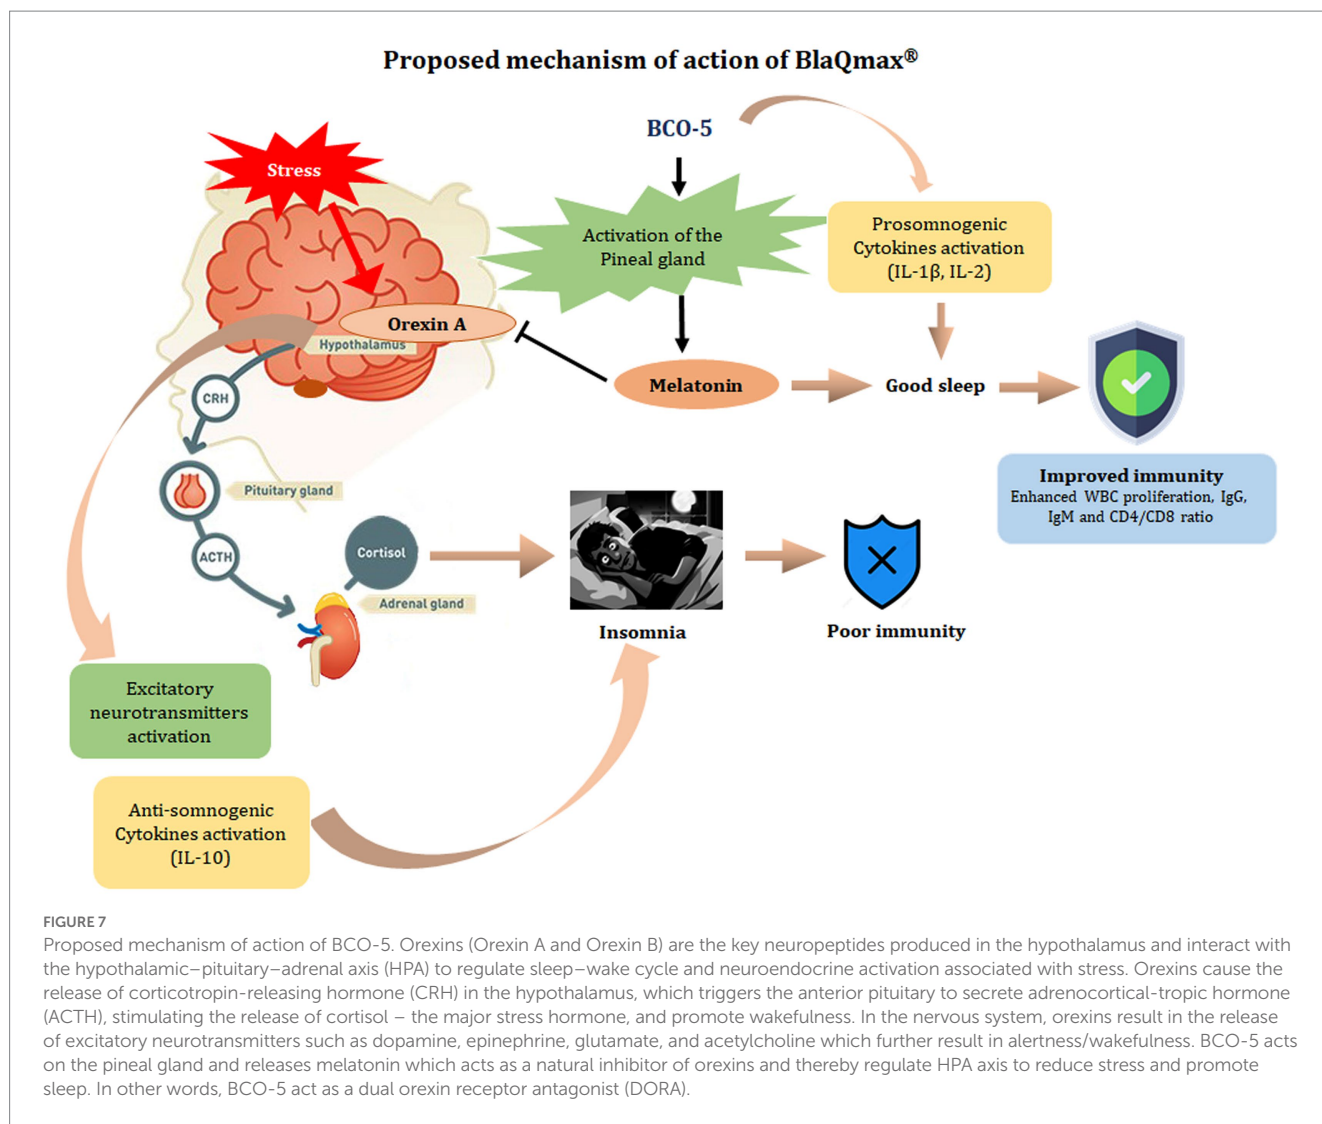 Proposed mechanism of action of BlaQmax®
BCO-5
Stress
Activation of the
Pineal gland
Prosomnogenic
Cytokines activation
(IL-1β, IL-2)
Orexin A
Hypothalamus
Melatonin
Good sleep
CRH
Improved immunity
Enhanced WBC proliferation, IgG,
IgM and CD4/CD8 ratio
Pituitary gland
ACTH
Cortisol
Adrenal gland
Insomnia
Poor immunity
Excitatory
neurotransmitters
activation
Anti-somnogenic
Cytokines activation
(IL-10)
FIGURE 7
Proposed mechanism of action of BCO-5. Orexins (Orexin A and Orexin B) are the key neuropeptides produced in the hypothalamus and interact with
the hypothalamic–pituitary–adrenal axis (HPA) to regulate sleep–wake cycle and neuroendocrine activation associated with stress. Orexins cause the
release of corticotropin-releasing hormone (CRH) in the hypothalamus, which triggers the anterior pituitary to secrete adrenocortical-tropic hormone
(ACTH), stimulating the release of cortisol – the major stress hormone, and promote wakefulness. In the nervous system, orexins result in the release
of excitatory neurotransmitters such as dopamine, epinephrine, glutamate, and acetylcholine which further result in alertness/wakefulness. BCO-5 acts
on the pineal gland and releases melatonin which acts as a natural inhibitor of orexins and thereby regulate HPA axis to reduce stress and promote
sleep. In other words, BCO-5 act as a dual orexin receptor antagonist (DORA).